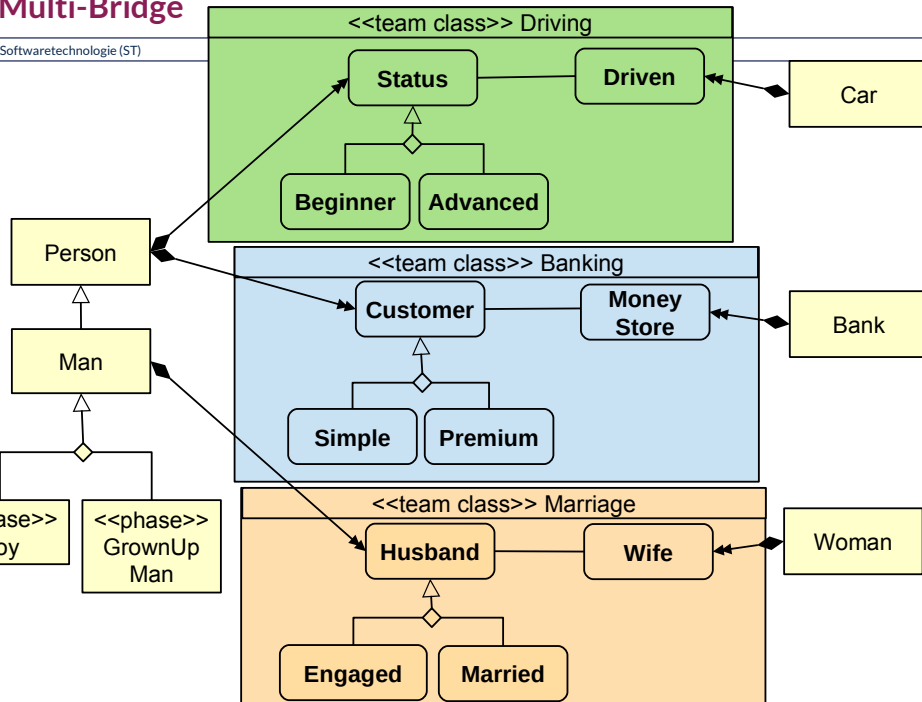 Multi-Bridge
Softwaretechnologie (ST)
<<team class>> Driving
Status
Driven
Car
Beginner
Advanced
Person
<<team class>> Banking
Customer
Money
Store
Bank
Man
Simple
Premium
<<phase>>
GrownUp
Man
<<team class>> Marriage
Husband
Wife
Woman
Engaged
Married